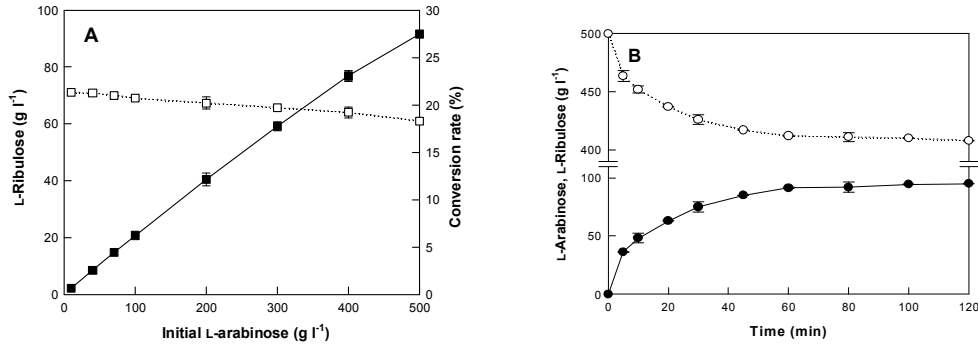 A
L-Ribulose (g l-1)
100
80
60
40
20
0
0 100 200 300 400 500
Initial L-arabinose (g l-1)
30
25
20
15
10
5
0
Conversion rate (%)
B
L-Arabinose, L-Ribulose (g l-1)
500
450
400
100
50
0
0 20 40 60 80 100 120
Time (min)